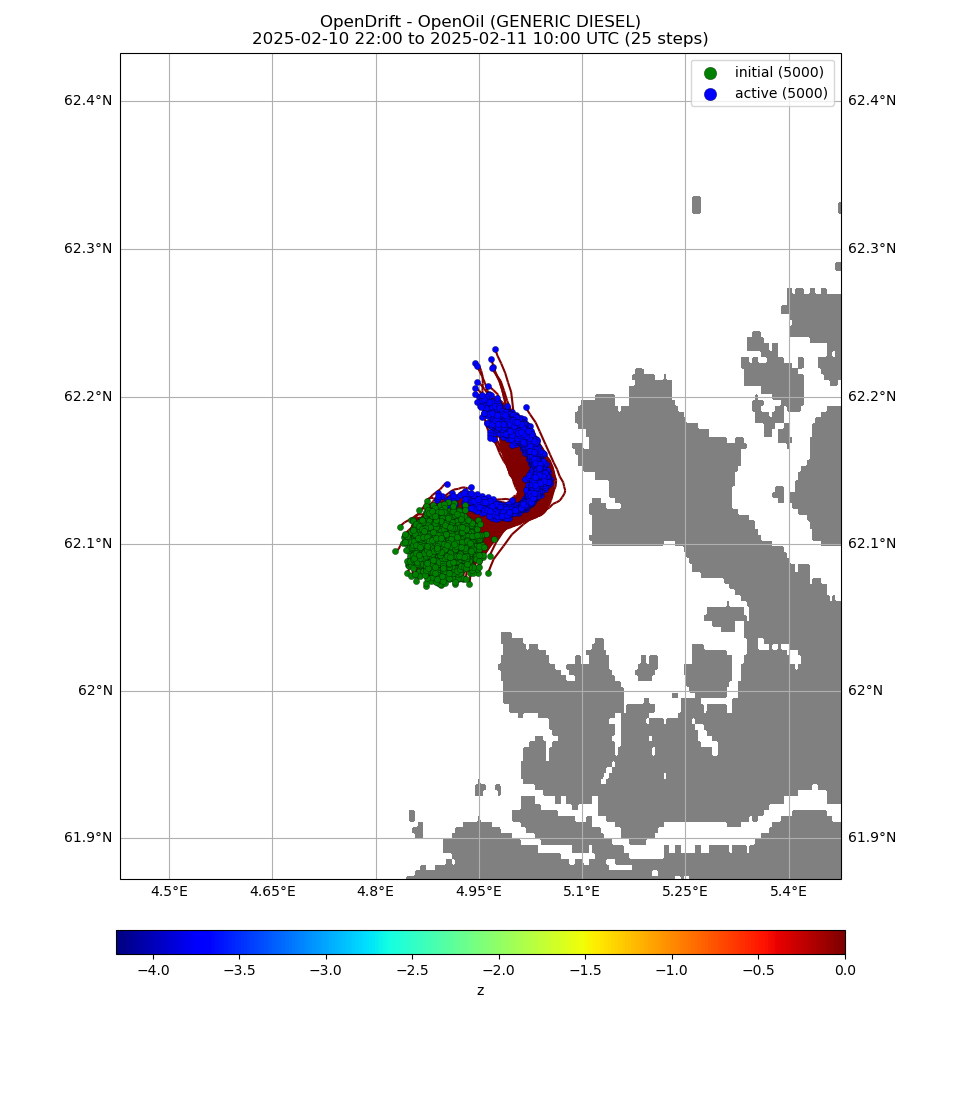 OpenDrift - OpenOil (GENERIC DIESEL)
2025-02-10 22:00 to 2025-02-11 10:00 UTC (25 steps)
initial (5000)
active (5000)
62.4°N 62.4°N
62.3°N 62.3°N
62.2°N 62.2°N
62.1°N 62.1°N
62°N 62°N
61.9°N 61.9°N
4.5°E 4.65°E 4.8°E 4.95°E 5.1°E 5.25°E 5.4°E
−4.0 −3.5 −3.0 −2.5 −2.0 −1.5 −1.0 −0.5 0.0
z